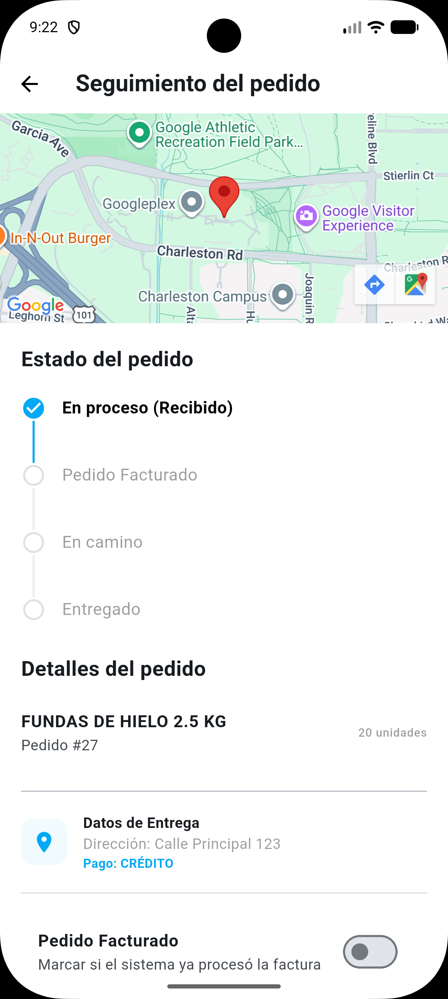 9:22
Seguimiento del pedido
Garcia Ave
Google Athletic
Recreation Field Park...
eline Blvd
Stierlin Ct
Googleplex
Google Visitor
Experience
In-N-Out Burger
Charleston Rd
Charleston R
Charleston Campus
Joaquin R
Google
Leghorn St
101
Alta
Hu
Estado del pedido
En proceso (Recibido)
Pedido Facturado
En camino
Entregado
Detalles del pedido
FUNDAS DE HIELO 2.5 KG
20 unidades
Pedido #27
Datos de Entrega
Dirección: Calle Principal 123
Pago: CRÉDITO
Pedido Facturado
Marcar si el sistema ya procesó la factura